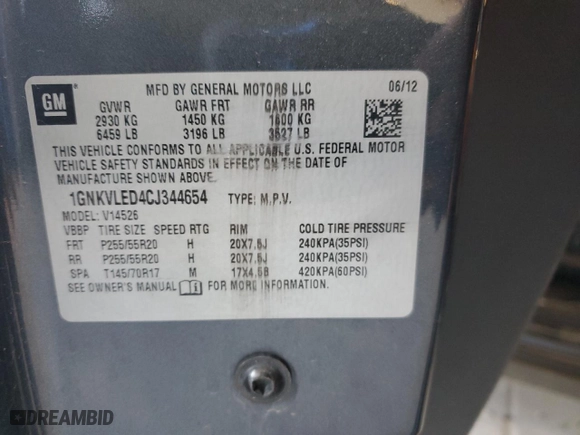 GM
MFD BY GENERAL MOTORS LLC 06/12
GVWR GAWR FRT GAWR RR
2930 KG 1450 KG 1600 KG
6459 LB 3196 LB 3527 LB
THIS VEHICLE CONFORMS TO ALL APPLICABLE U.S. FEDERAL MOTOR
VEHICLE SAFETY STANDARDS IN EFFECT ON THE DATE OF
MANUFACTURE SHOWN ABOVE.
1GNKVLED4CJ344654 TYPE: M.P.V.
MODEL: V14526
VBBP TIRE SIZE SPEED RTG RIM COLD TIRE PRESSURE
FRT P255/55R20 H 20X7.5J 240KPA(35PSI)
RR P255/55R20 H 20X7.5J 240KPA(35PSI)
SPA T145/70R17 M 17X4.5B 420KPA(60PSI)
SEE OWNER'S MANUAL FOR MORE INFORMATION.
DREAMBID